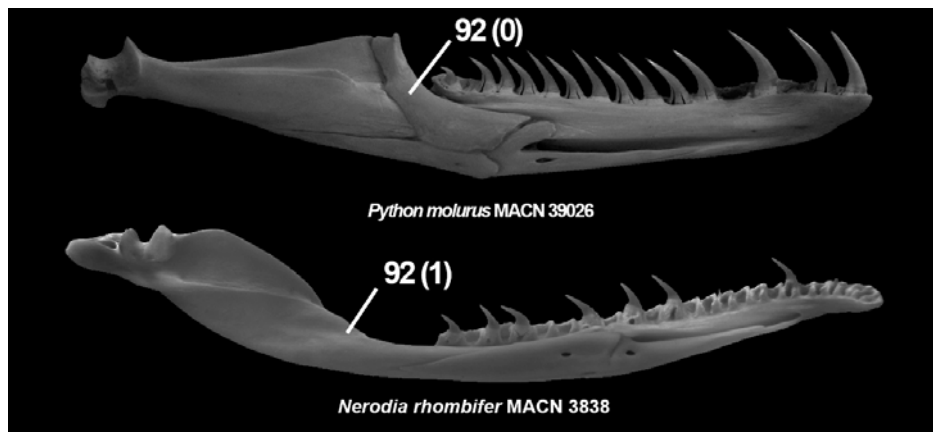 92 (0)
Python molurus MACN 39026
92 (1)
Nerodia rhombifer MACN 3838